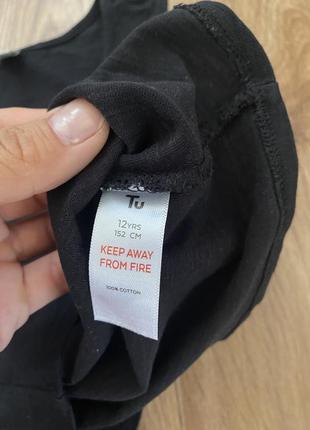 Tu
12YRS
152 CM
KEEP AWAY
FROM FIRE
100% COTTON